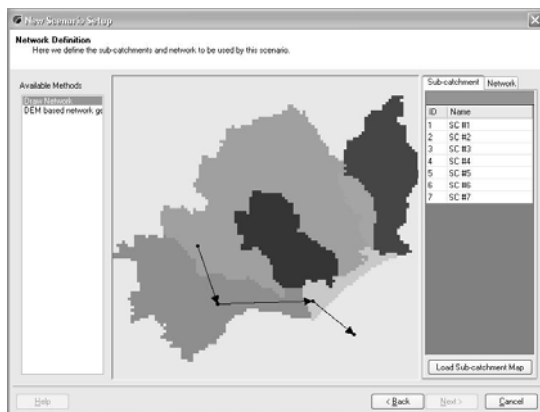 New Scenario Setup
Network Definition
Here we define the sub-catchments and network to be used by this scenario.
Available Methods
Draw Network
DEM based network ge
Sub-catchment Network
ID Name
1 SC #1
2 SC #2
3 SC #3
4 SC #4
5 SC #5
6 SC #6
7 SC #7
Load Sub-catchment Map
Help < Back Next > Cancel